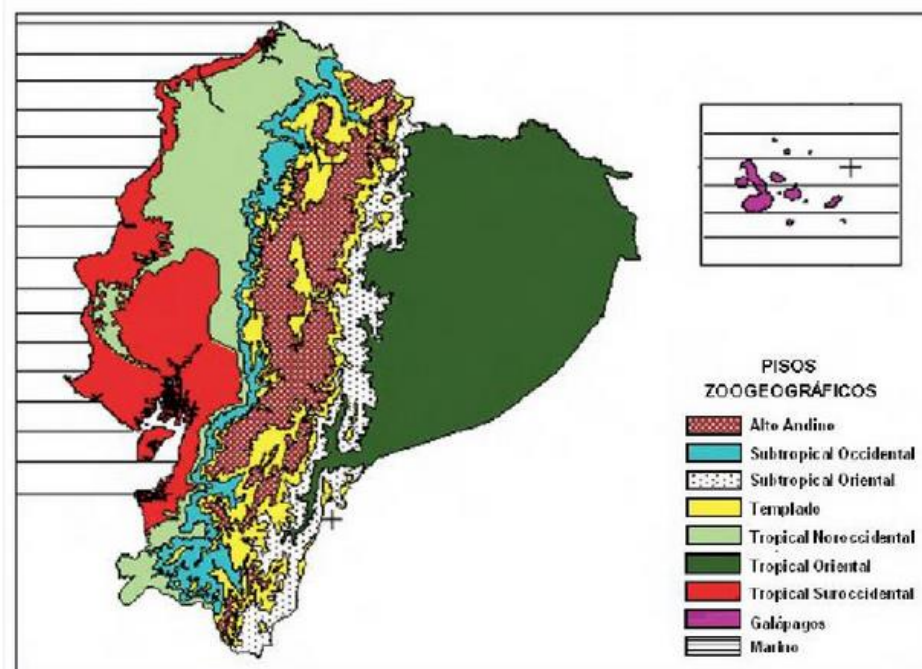 PISOS
ZOOGEOGRÁFICOS
Alto Andino
Subtropical Occidental
Subtropical Oriental
Templado
Tropical Noroccidental
Tropical Oriental
Tropical Suroccidental
Galápagos
Marino